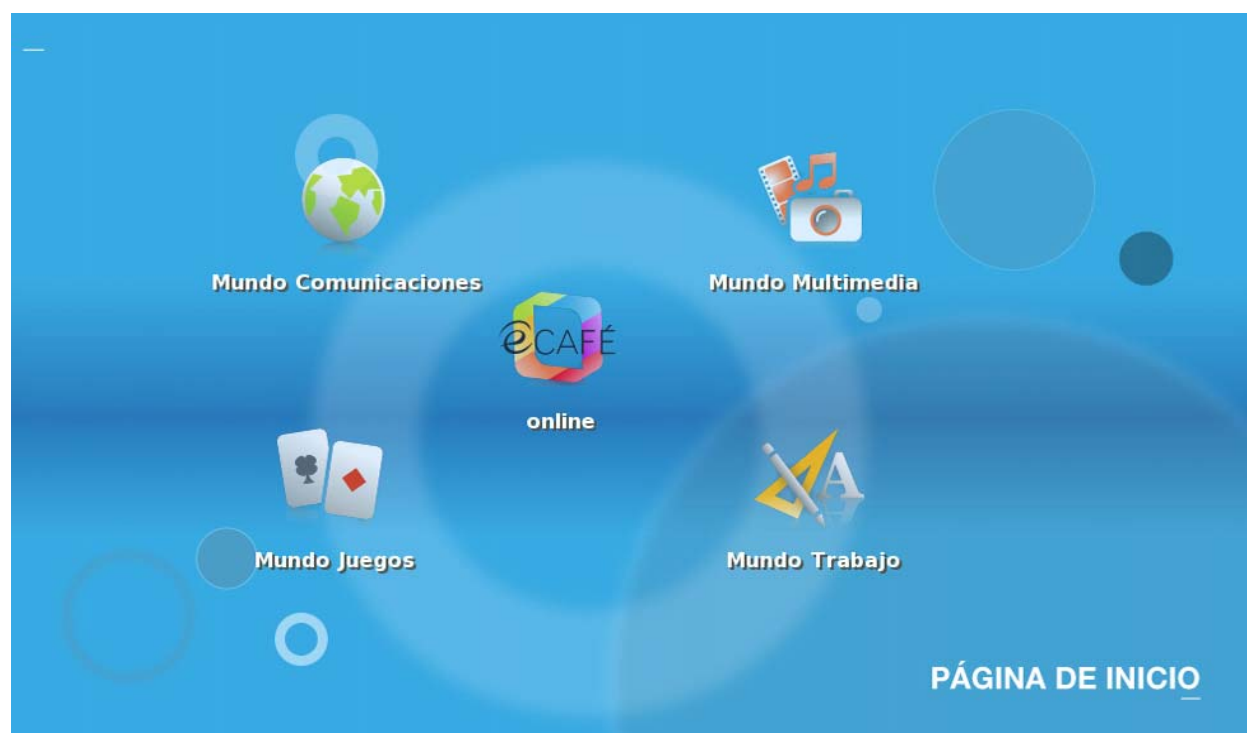 Mundo Comunicaciones
Mundo Multimedia
eCAFÉ
online
Mundo Juegos
A
Mundo Trabajo
PÁGINA DE INICIO